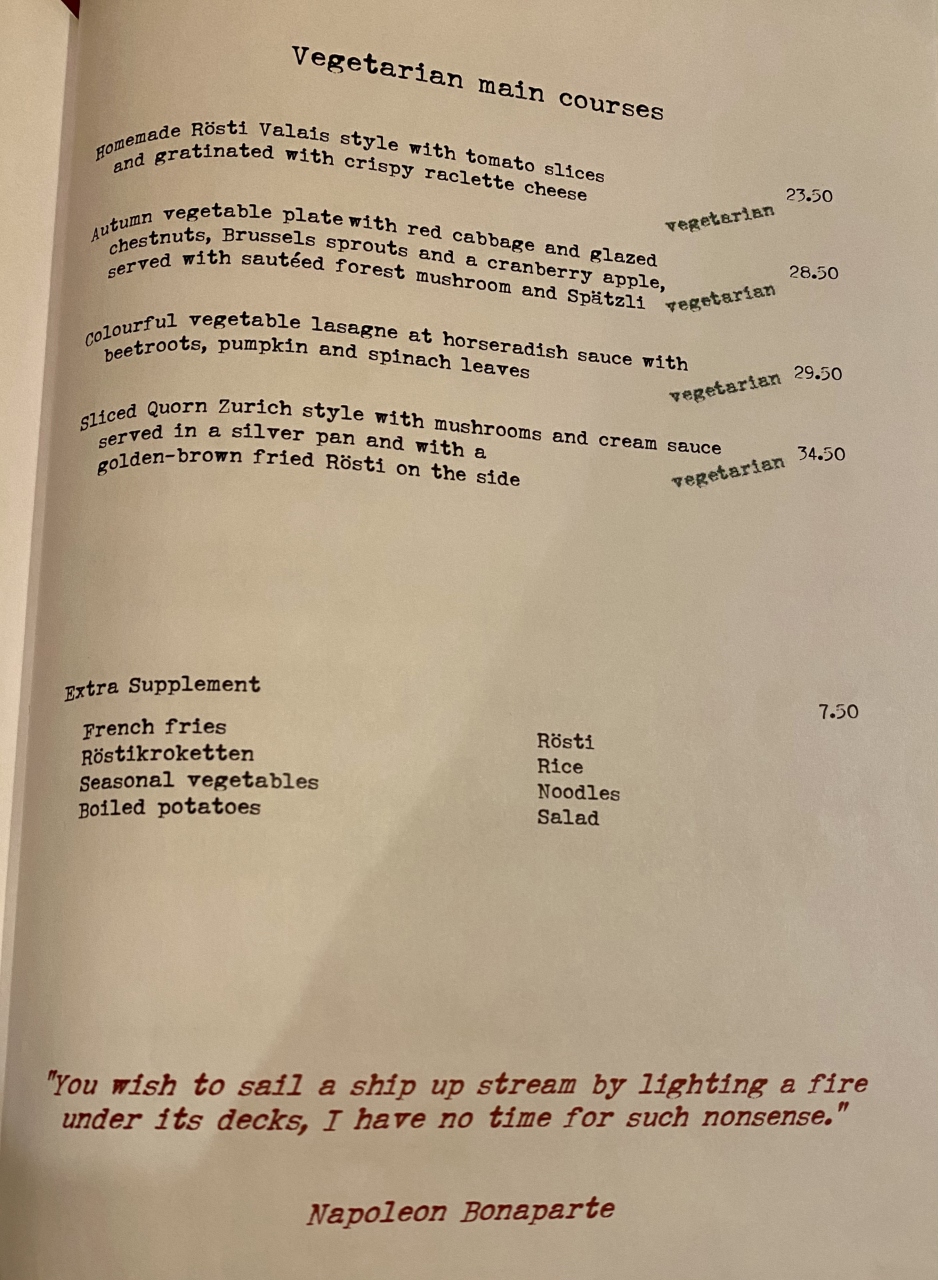 Vegetarian main courses
Homemade Rösti Valais style with tomato slices
and gratinated with crispy raclette cheese
vegetarian 23.50
Autumn vegetable plate with red cabbage and glazed
chestnuts, Brussels sprouts and a cranberry apple,
served with sautéed forest mushroom and Spätzli
vegetarian 28.50
Colourful vegetable lasagne at horseradish sauce with
beetroots, pumpkin and spinach leaves
vegetarian 29.50
Sliced Quorn Zurich style with mushrooms and cream sauce
served in a silver pan and with a
golden-brown fried Rösti on the side
vegetarian 34.50
Extra Supplement
7.50
French fries
Röstikroketten
Seasonal vegetables
Boiled potatoes
Rösti
Rice
Noodles
Salad
"You wish to sail a ship up stream by lighting a fire
under its decks, I have no time for such nonsense."
Napoleon Bonaparte